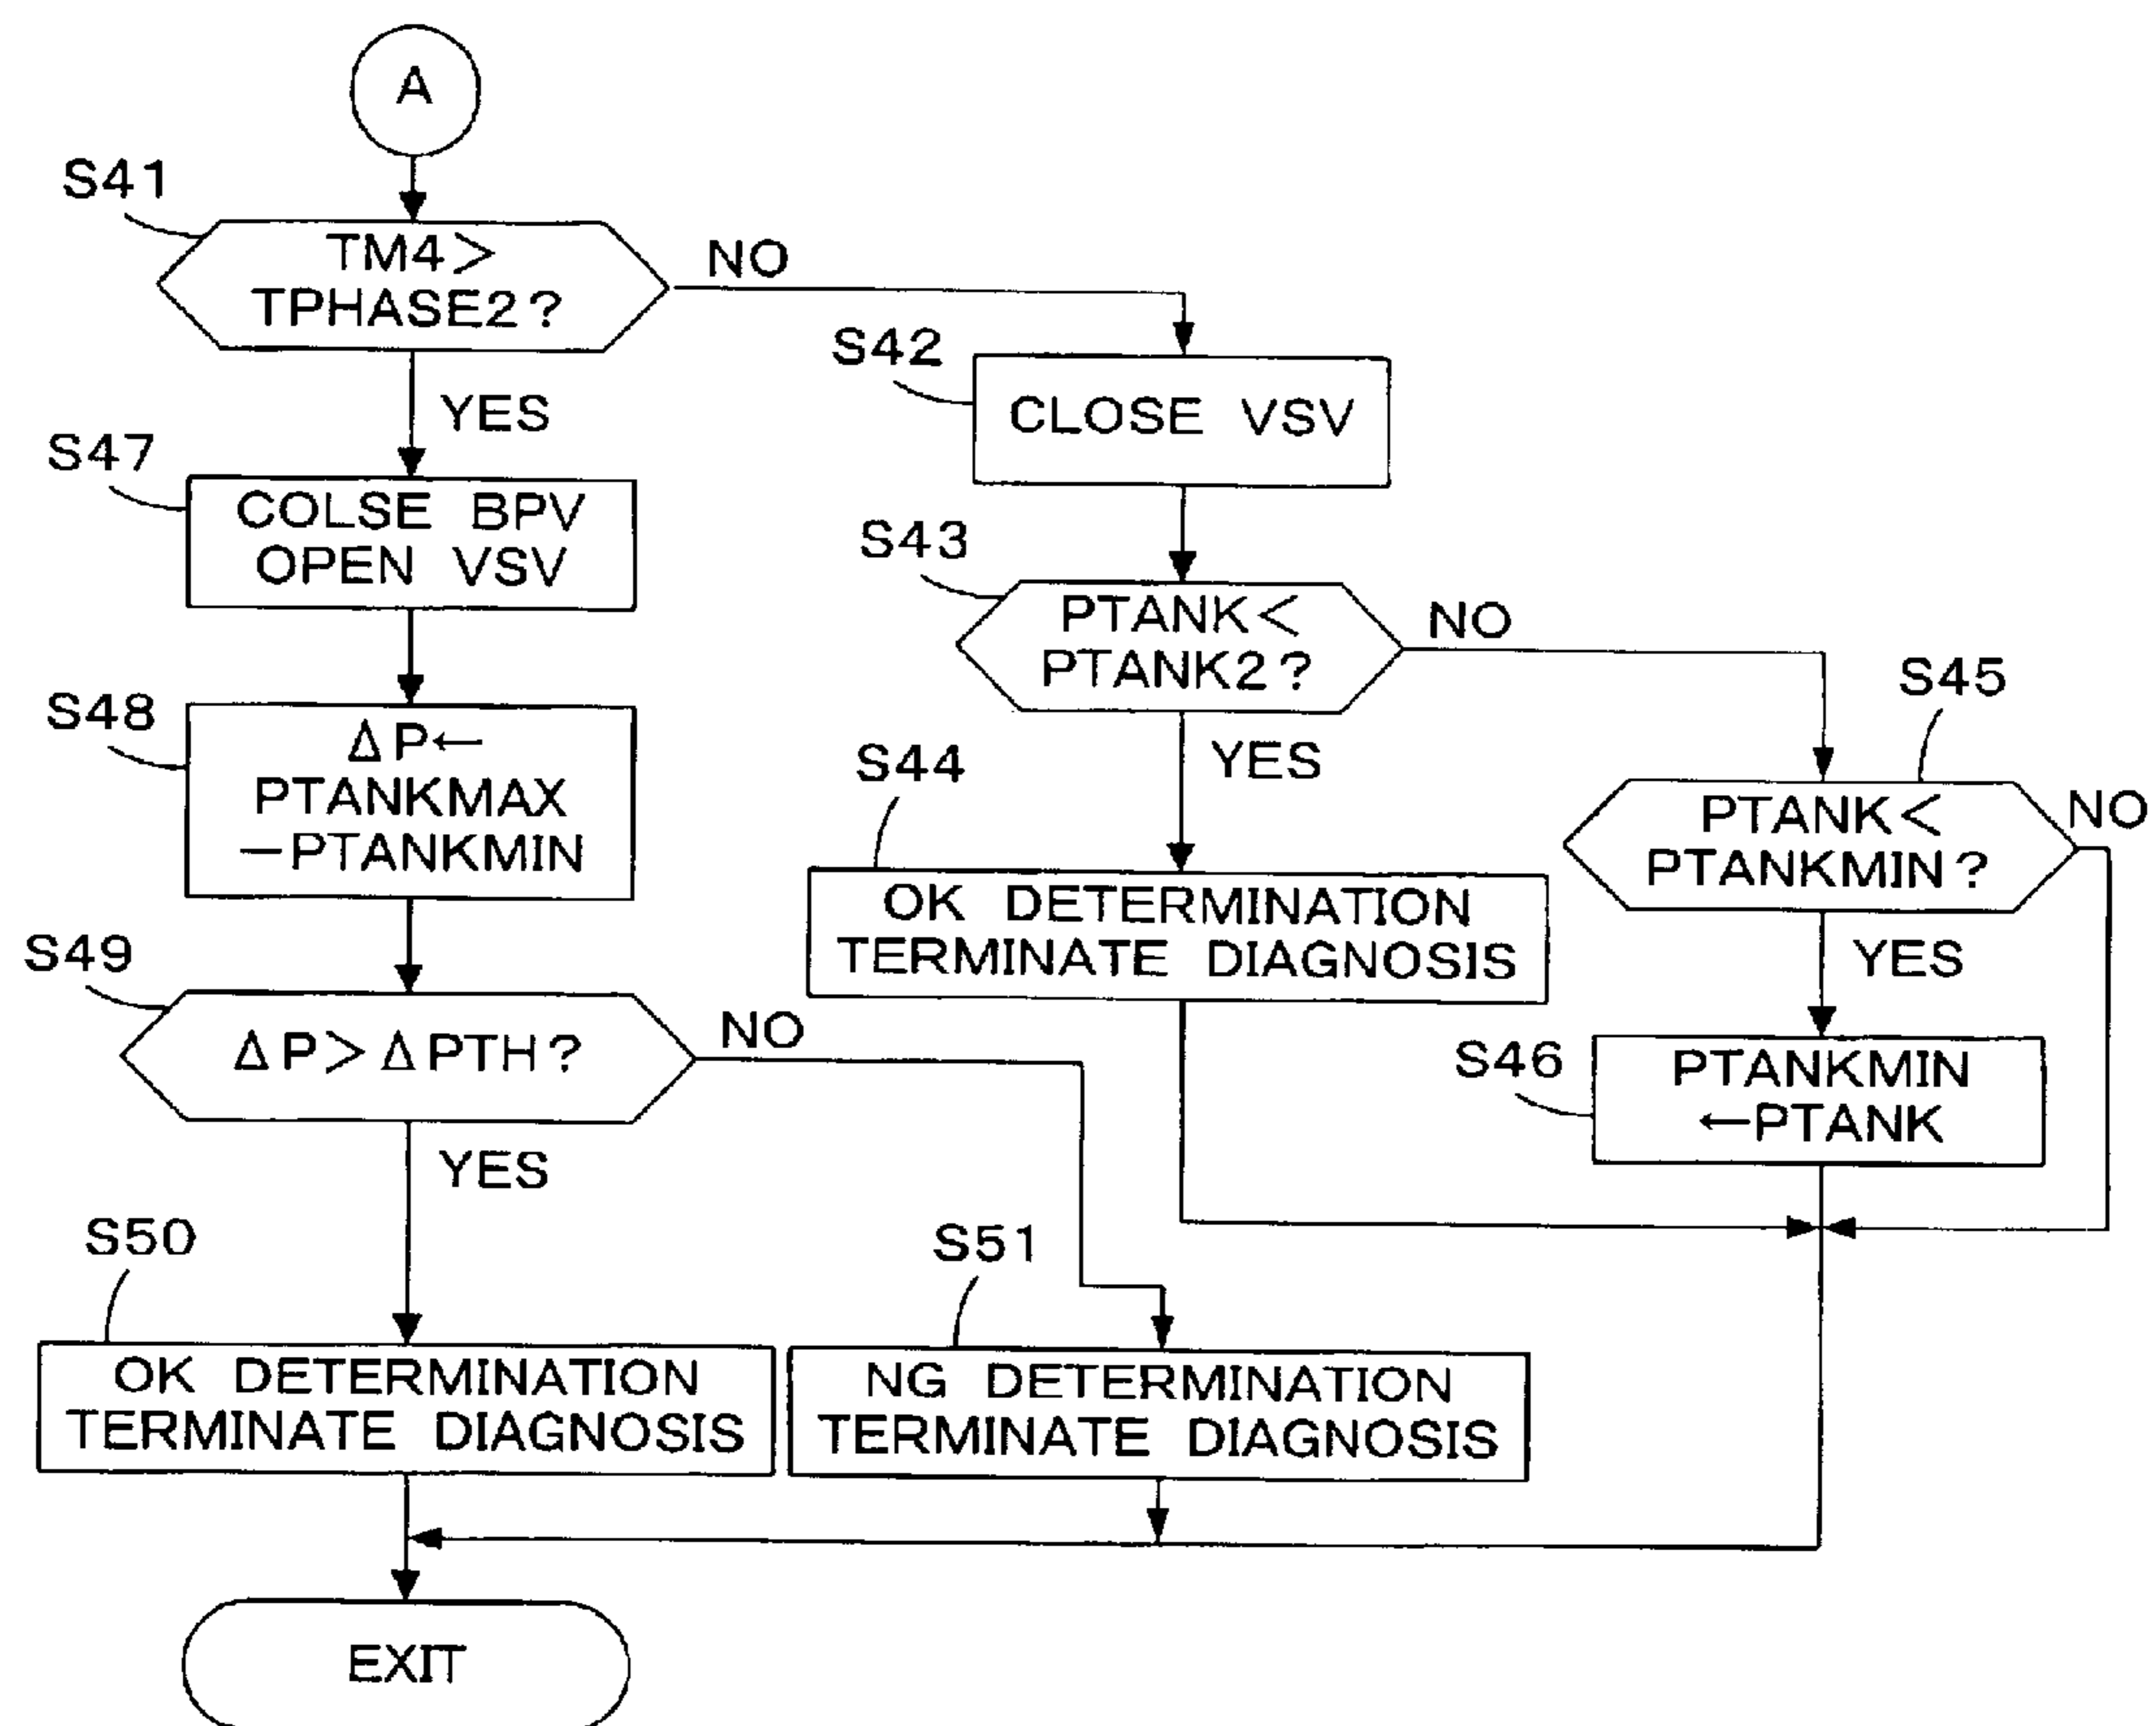 A
S41
TM4>
TPHASE2?
NO
YES
S42
CLOSE VSV
S47
COLSE BPV
OPEN VSV
S43
PTANK<
PTANK2?
NO
YES
S48
ΔP←
PTANKMAX
−PTANKMIN
S44
OK DETERMINATION
TERMINATE DIAGNOSIS
S45
PTANK<
PTANKMIN?
NO
YES
S49
ΔP>ΔPTH?
NO
YES
S46
PTANKMIN
←PTANK
S50
OK DETERMINATION
TERMINATE DIAGNOSIS
S51
NG DETERMINATION
TERMINATE DIAGNOSIS
EXIT